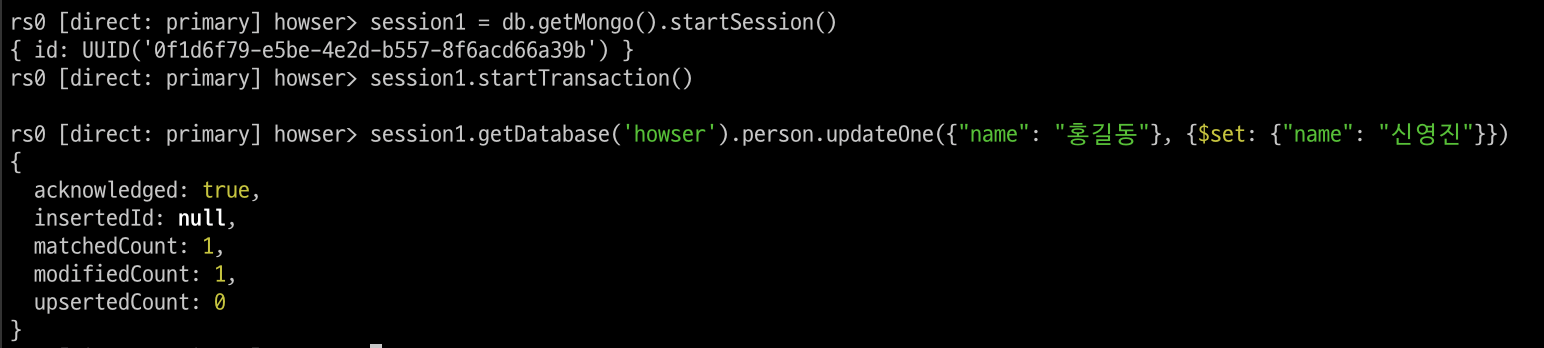 rs0 [direct: primary] howser> session1 = db.getMongo().startSession()
{ id: UUID('0f1d6f79-e5be-4e2d-b557-8f6acd66a39b') }
rs0 [direct: primary] howser> session1.startTransaction()
rs0 [direct: primary] howser> session1.getDatabase('howser').person.updateOne({"name": "홍길동"}, {$set: {"name": "신영진"}})
{
  acknowledged: true,
  insertedId: null,
  matchedCount: 1,
  modifiedCount: 1,
  upsertedCount: 0
}